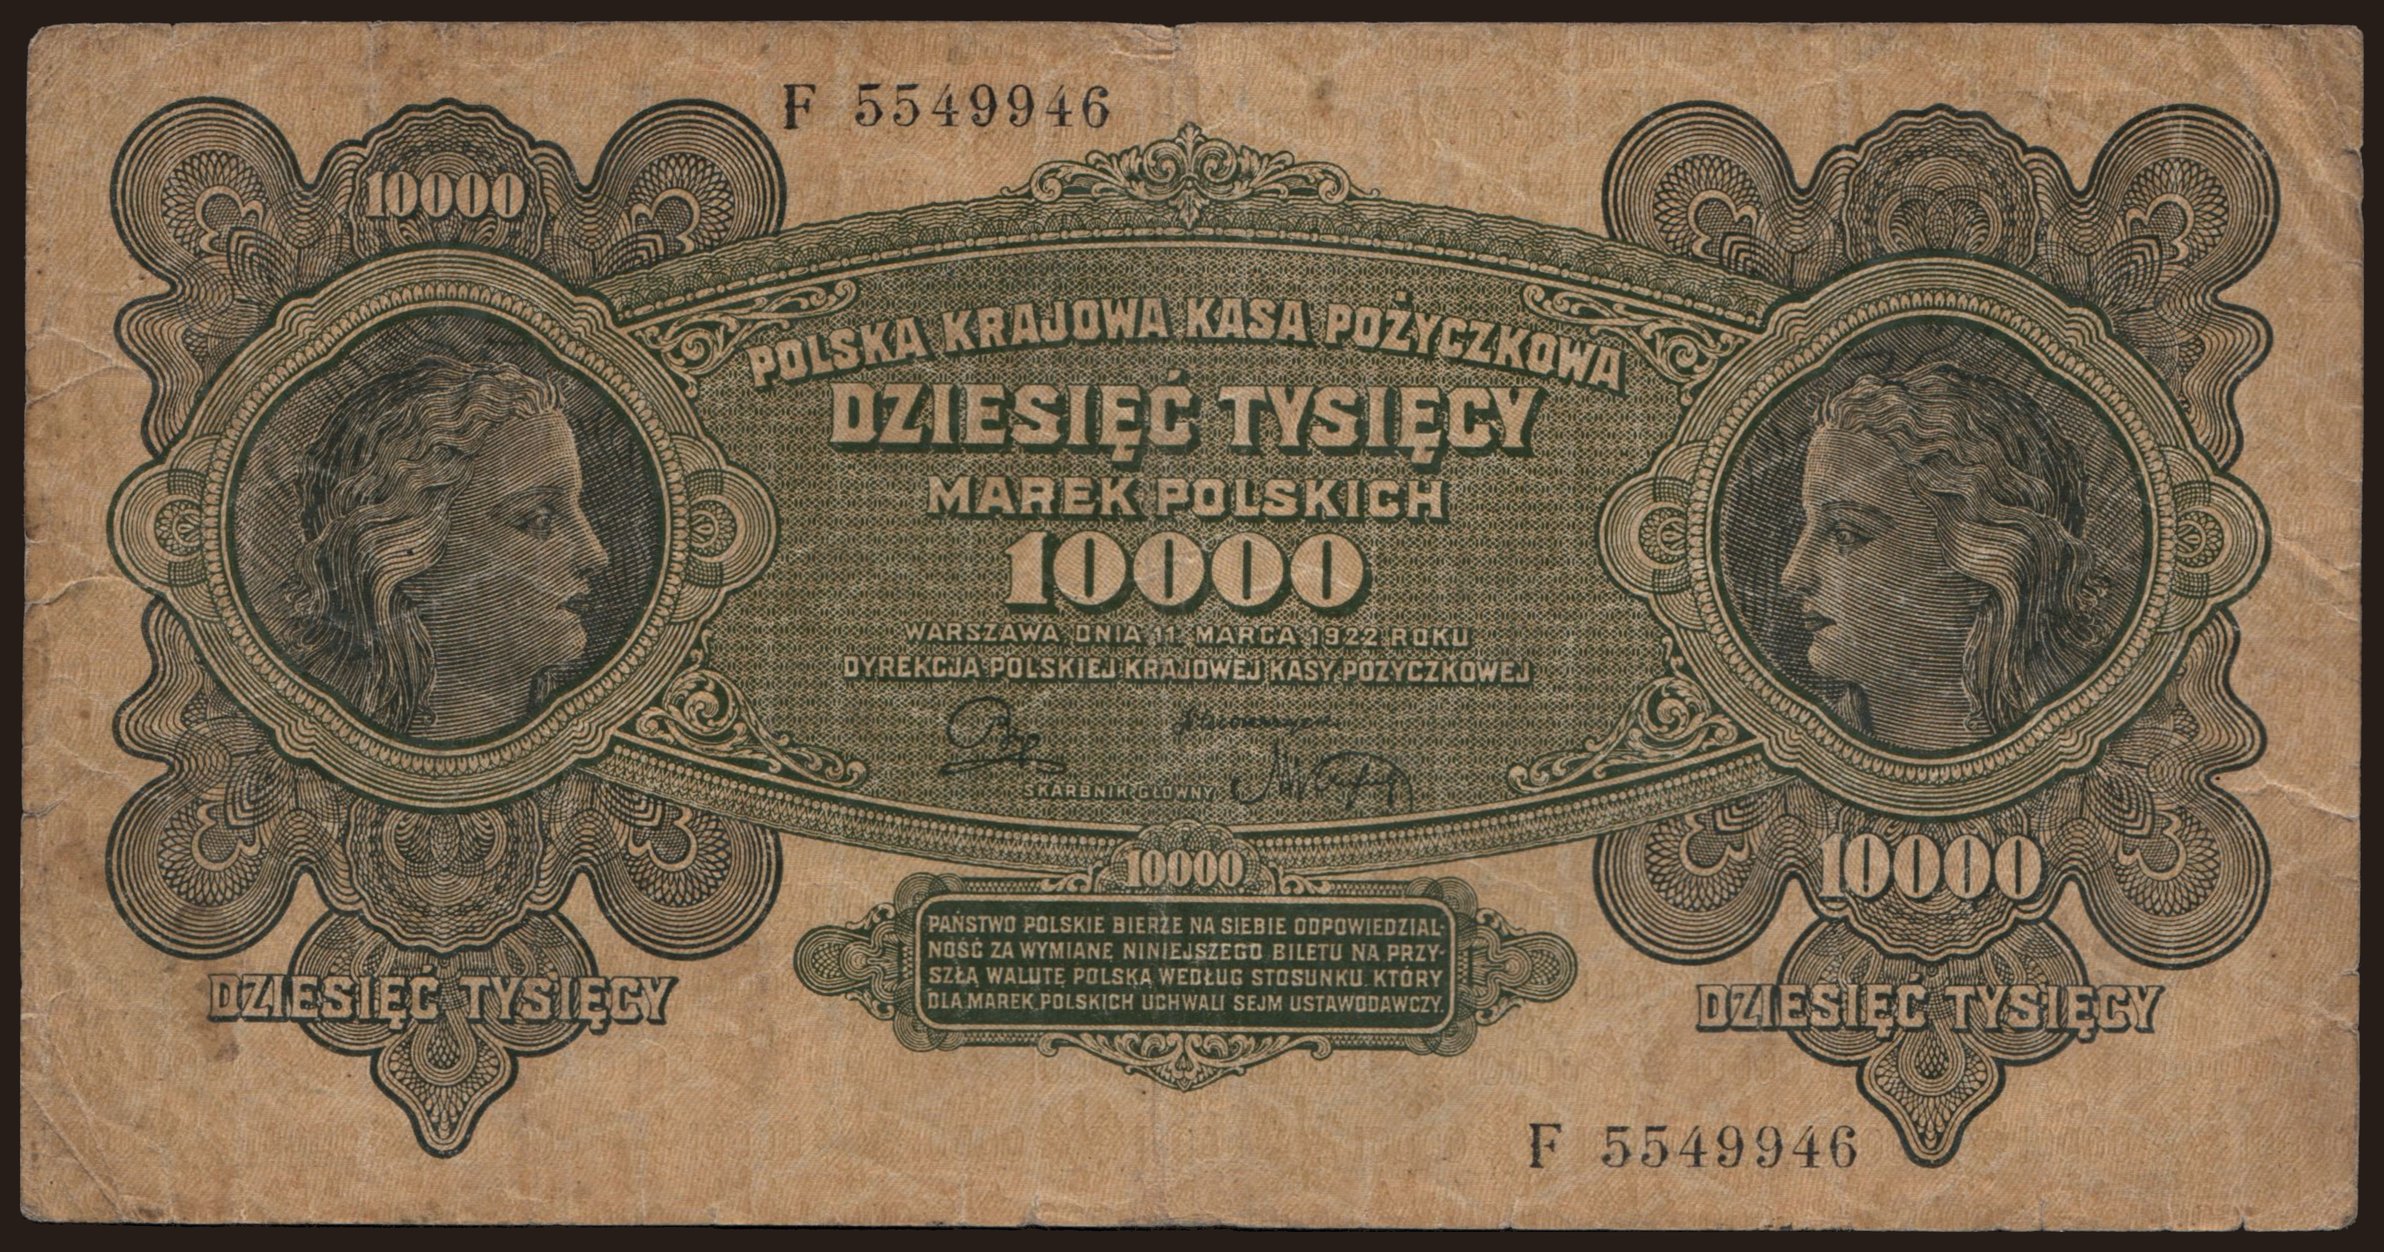 F 5549946
10000
POLSKA KRAJOWA KASA POŻYCZKOWA
DZIESIĘĆ TYSIĘCY
MAREK POLSKICH
10000
WARSZAWA, DNIA 11. MARCA 1922 ROKU
DYREKCJA POLSKIEJ KRAJOWEJ KASY POŻYCZKOWEJ
SKARBNIK GŁÓWNY
10000
10000
PAŃSTWO POLSKIE BIERZE NA SIEBIE ODPOWIEDZIAL-
NOŚĆ ZA WYMIANĘ NINIEJSZEGO BILETU NA PRZY-
SZŁĄ WALUTĘ POLSKĄ WEDŁUG STOSUNKU, KTÓRY
DLA MAREK POLSKICH UCHWALI SEJM USTAWODAWCZY.
DZIESIĘĆ TYSIĘCY
DZIESIĘĆ TYSIĘCY
F 5549946